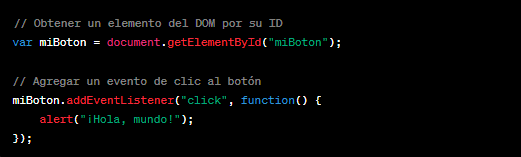 // Obtener un elemento del DOM por su ID
var miBoton = document.getElementById("miBoton");
// Agregar un evento de clic al botón
miBoton.addEventListener("click", function() {
alert("¡Hola, mundo!");
});